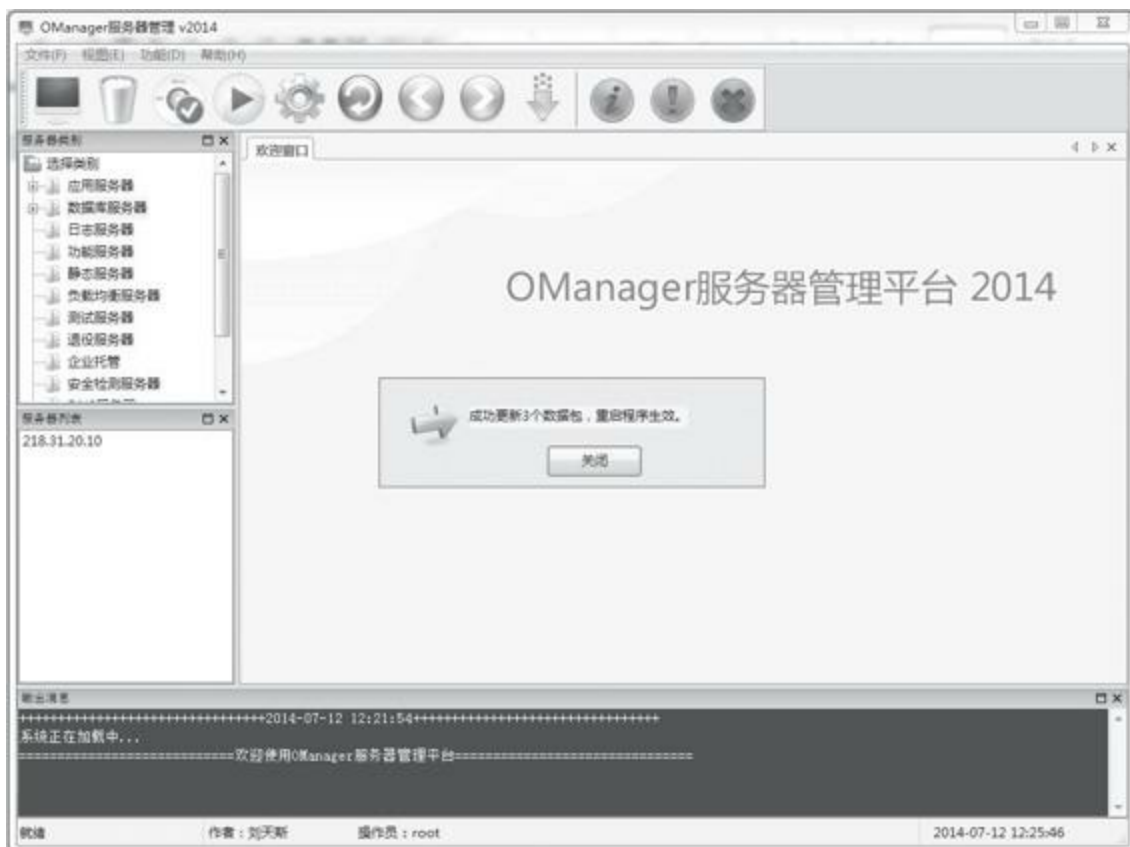 OManager服务器管理 v2014
文件(F) 视图(E) 功能(D) 帮助(H)
服务器类别
欢迎窗口
选择类别
应用服务器
数据库服务器
日志服务器
功能服务器
静态服务器
负载均衡服务器
测试服务器
退役服务器
企业托管
安全检测服务器
OManager服务器管理平台 2014
成功更新3个数据包，重启程序生效。
关闭
服务器列表
218.31.20.10
输出消息
++++++++++++++++++++++++++++++++2014-07-12 12:21:54++++++++++++++++++++++++++++++++
系统正在加载中...
============================欢迎使用OManager服务器管理平台===============================
就绪 作者：刘天斯 操作员：root 2014-07-12 12:25:46